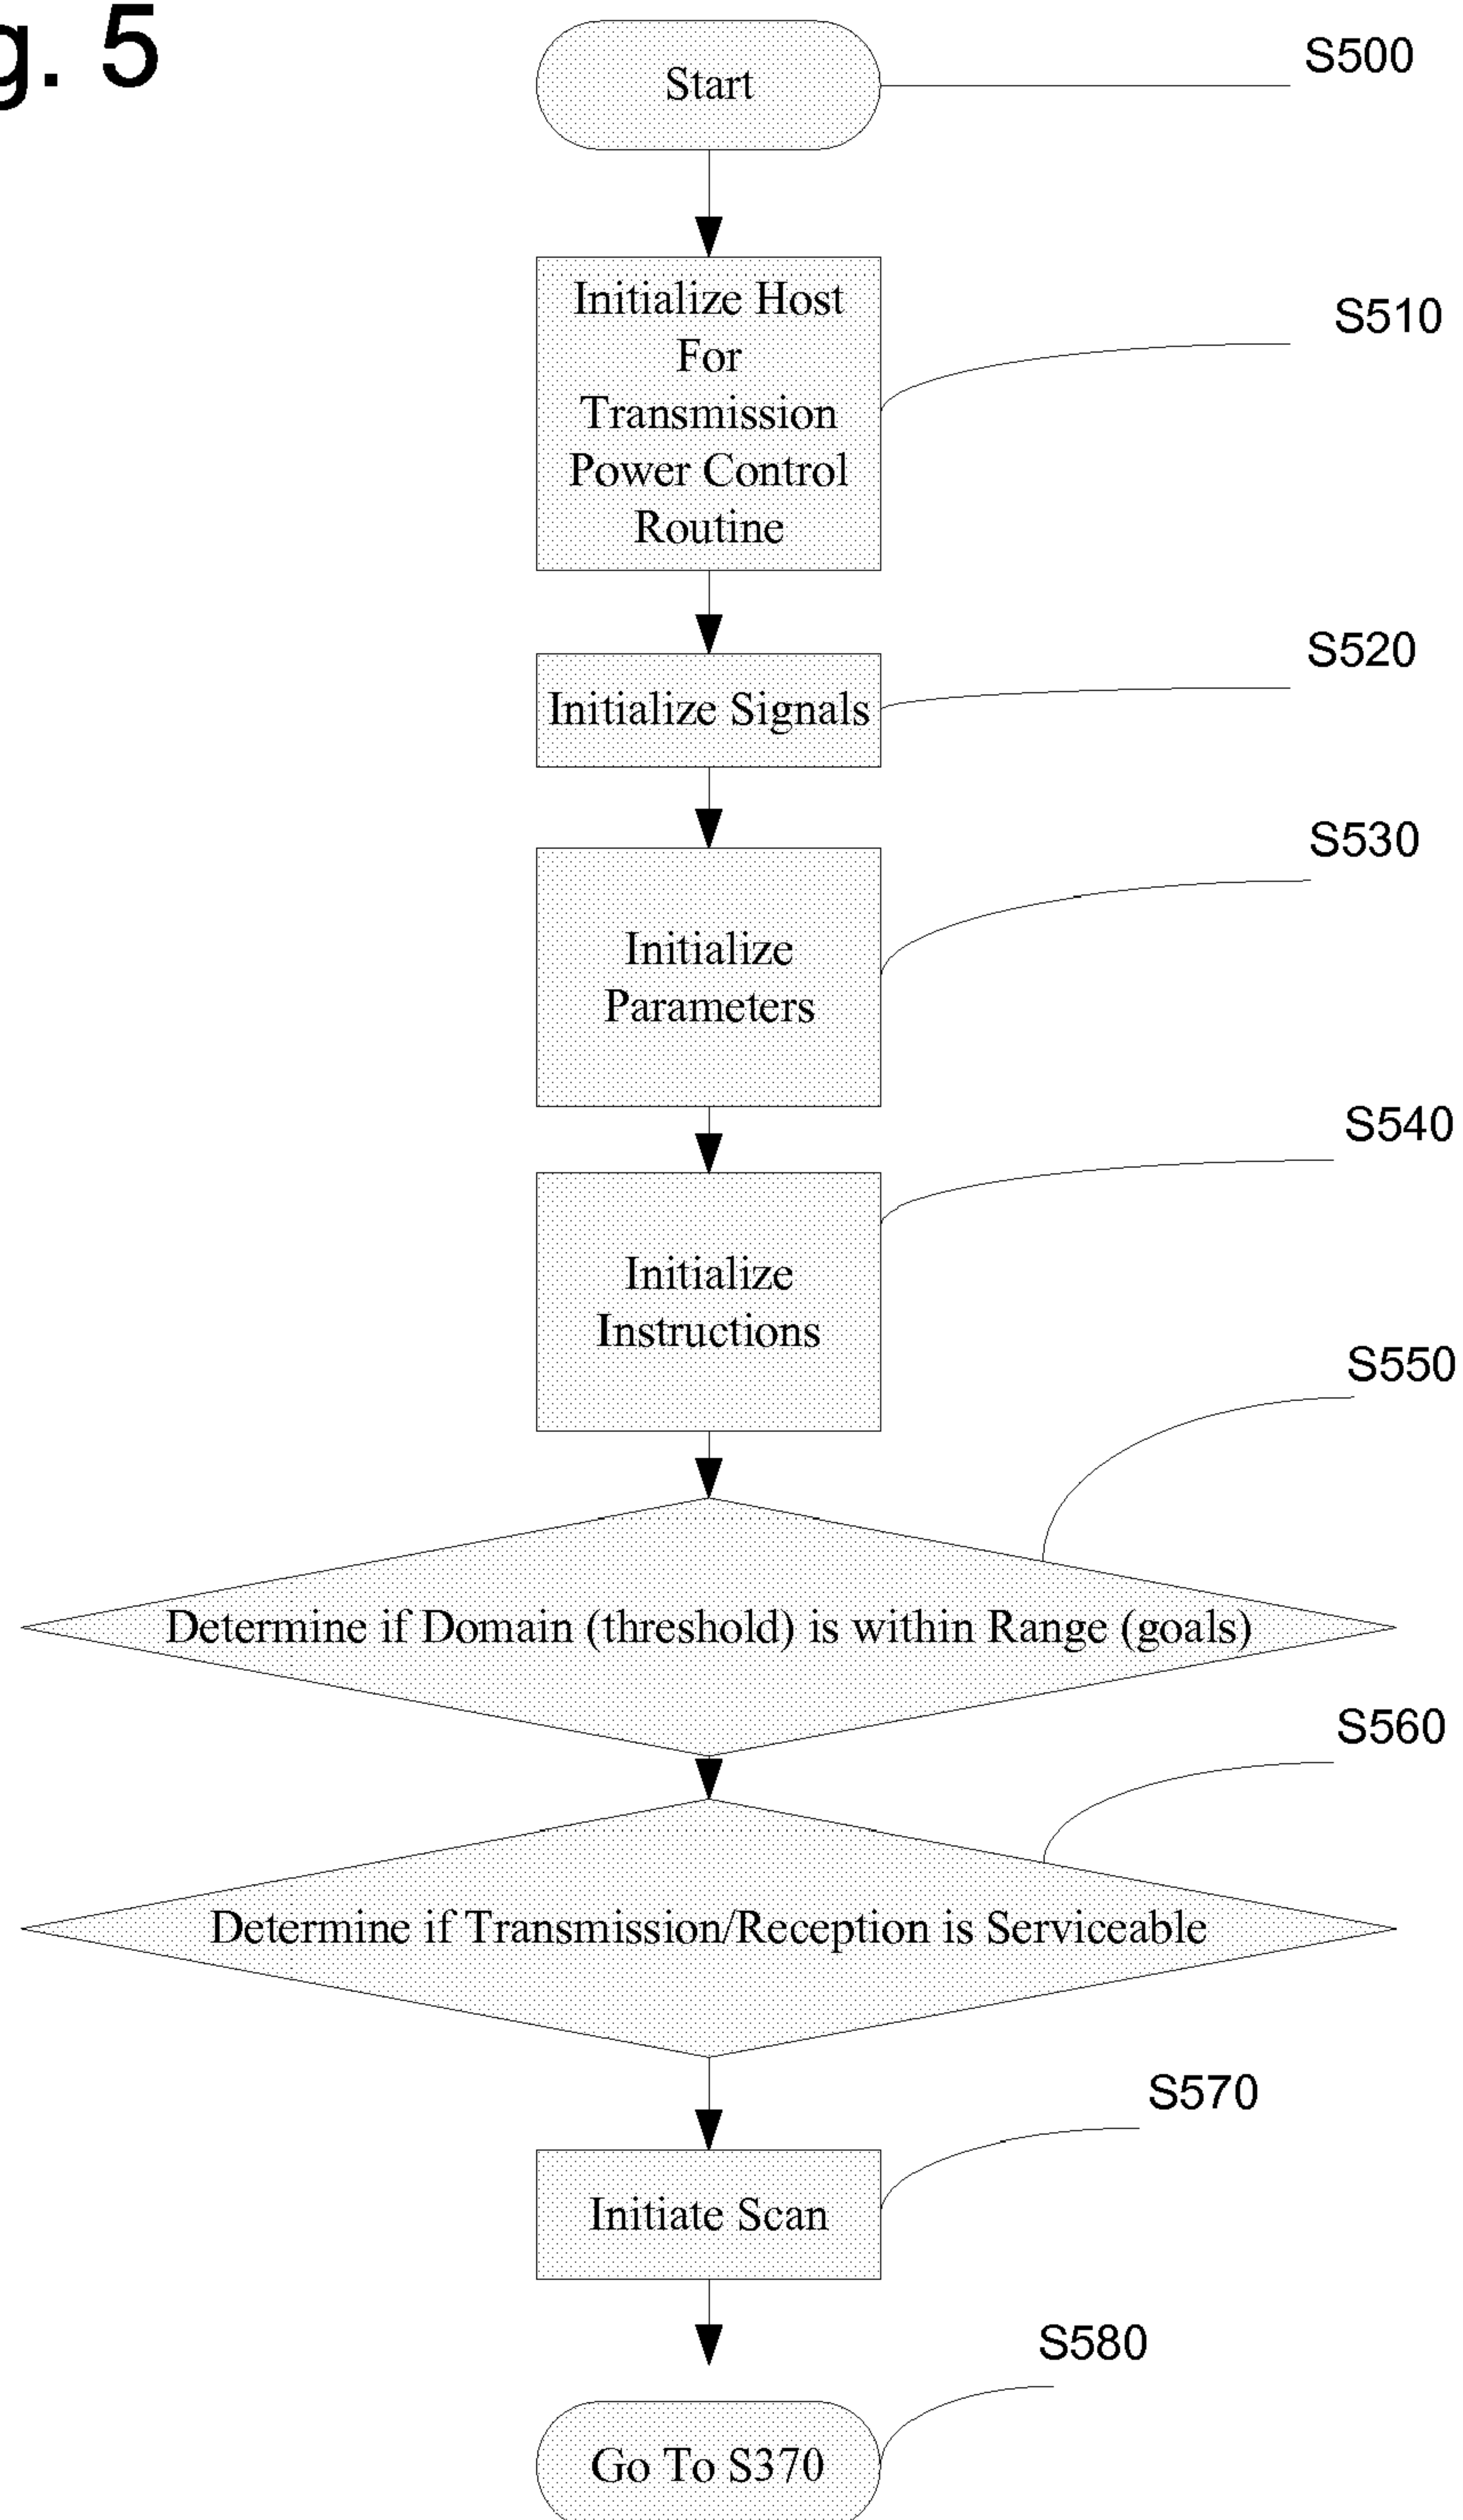 g. 5
Start
S500
Initialize Host
For
Transmission
Power Control
Routine
S510
Initialize Signals
S520
Initialize
Parameters
S530
Initialize
Instructions
S540
Determine if Domain (threshold) is within Range (goals)
S550
Determine if Transmission/Reception is Serviceable
S560
Initiate Scan
S570
Go To S370
S580